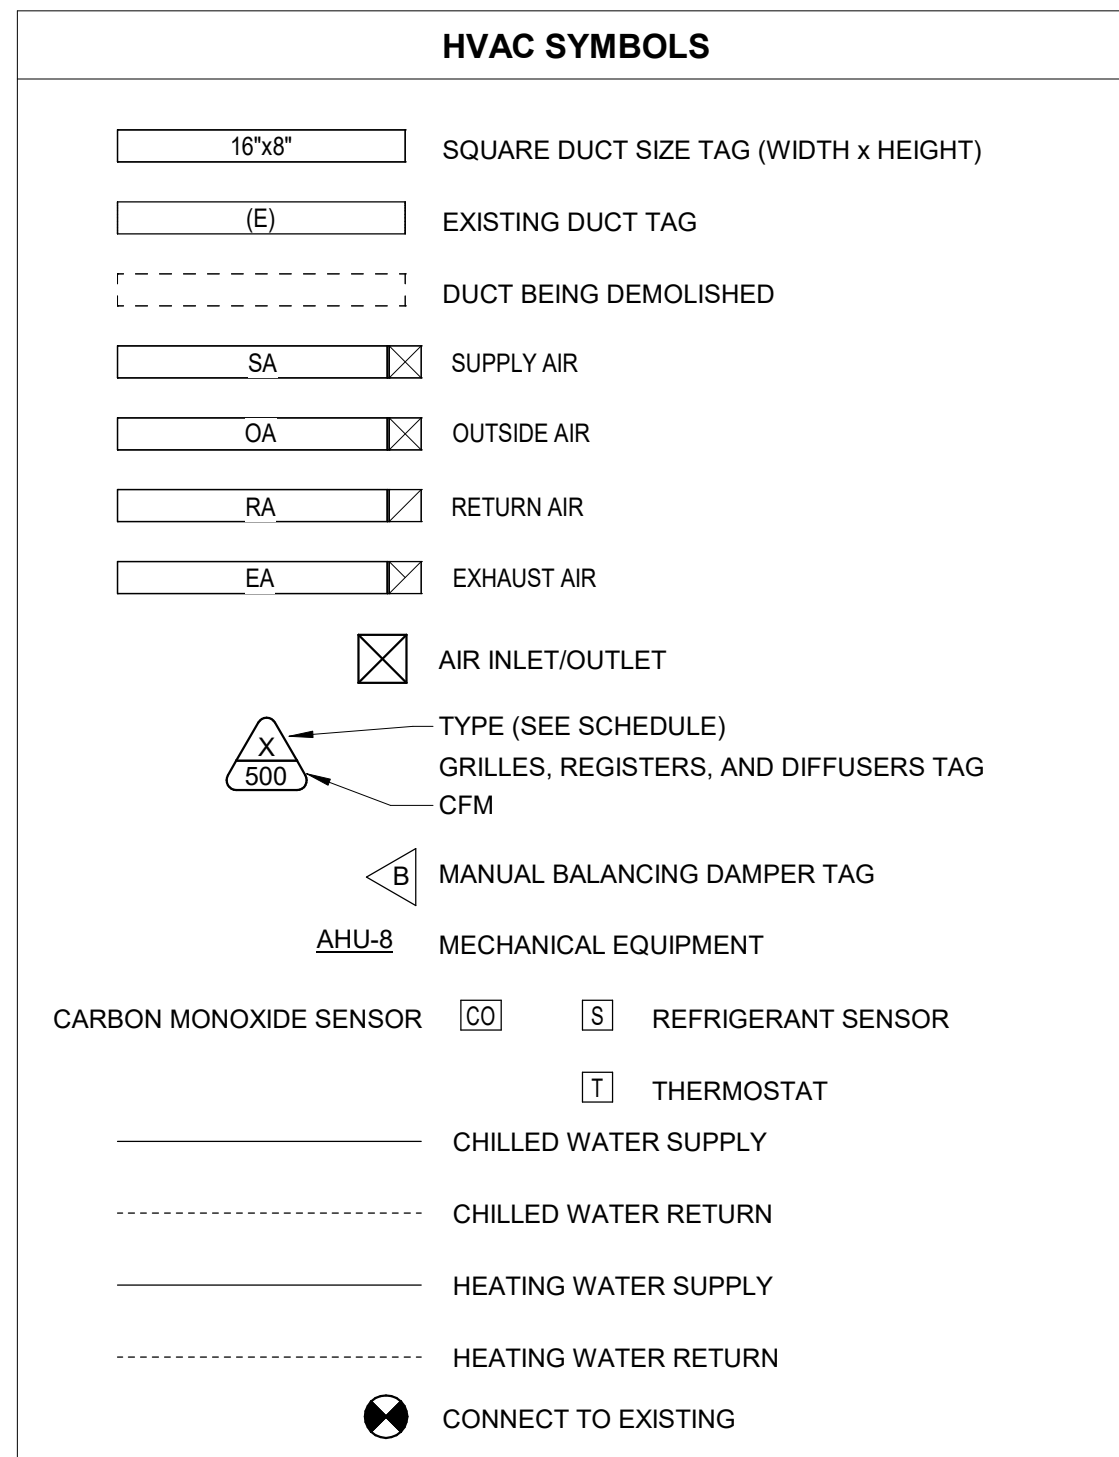 HVAC SYMBOLS
16"x8" SQUARE DUCT SIZE TAG (WIDTH x HEIGHT)
(E) EXISTING DUCT TAG
DUCT BEING DEMOLISHED
SA SUPPLY AIR
OA OUTSIDE AIR
RA RETURN AIR
EA EXHAUST AIR
AIR INLET/OUTLET
TYPE (SEE SCHEDULE)
X
GRILLES, REGISTERS, AND DIFFUSERS TAG
500
CFM
B MANUAL BALANCING DAMPER TAG
AHU-8 MECHANICAL EQUIPMENT
CARBON MONOXIDE SENSOR CO S REFRIGERANT SENSOR
T THERMOSTAT
CHILLED WATER SUPPLY
CHILLED WATER RETURN
HEATING WATER SUPPLY
HEATING WATER RETURN
CONNECT TO EXISTING